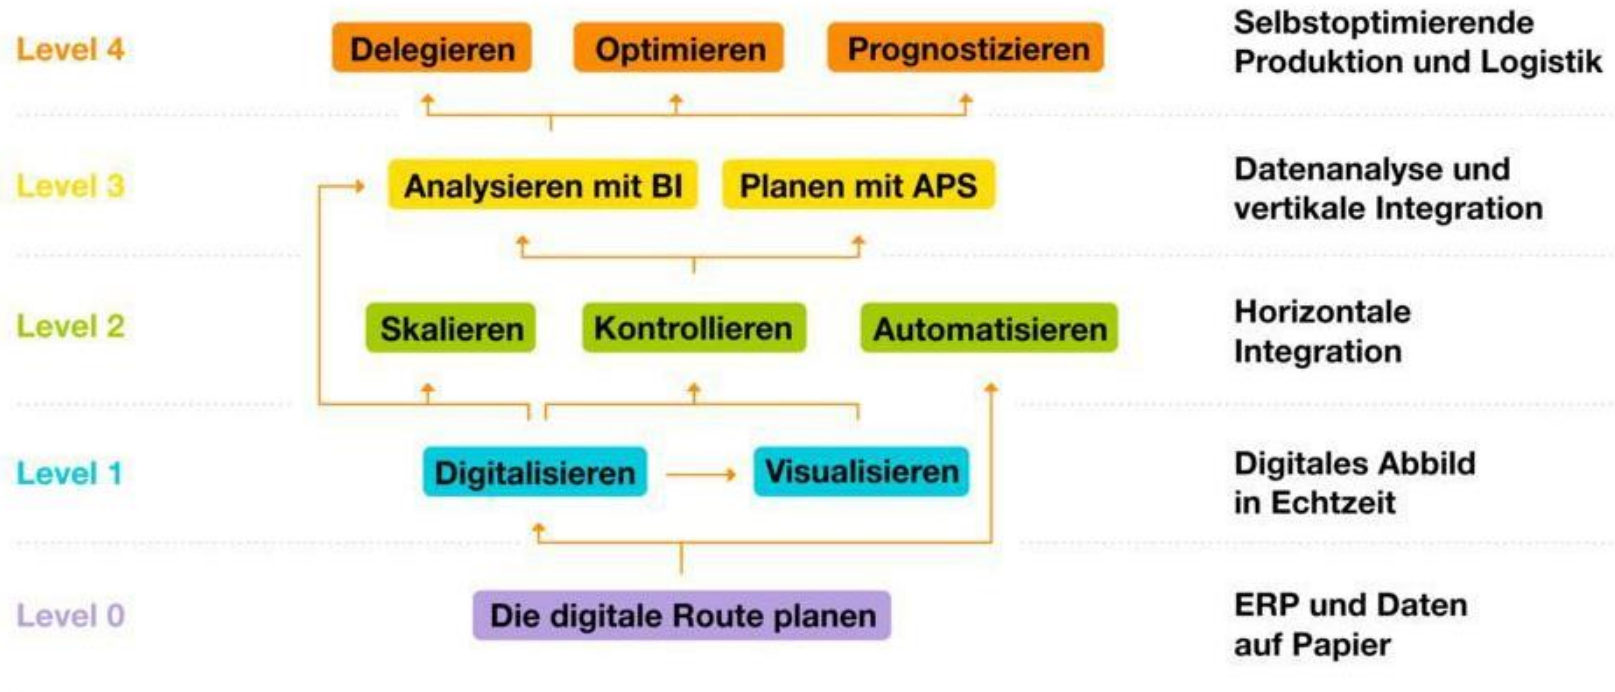 Level 4
Delegieren
Optimieren
Prognostizieren
Selbstoptimierende
Produktion und Logistik
Level 3
Analysieren mit BI
Planen mit APS
Datenanalyse und
vertikale Integration
Level 2
Skalieren
Kontrollieren
Automatisieren
Horizontale
Integration
Level 1
Digitalisieren
Visualisieren
Digitales Abbild
in Echtzeit
Level 0
Die digitale Route planen
ERP und Daten
auf Papier